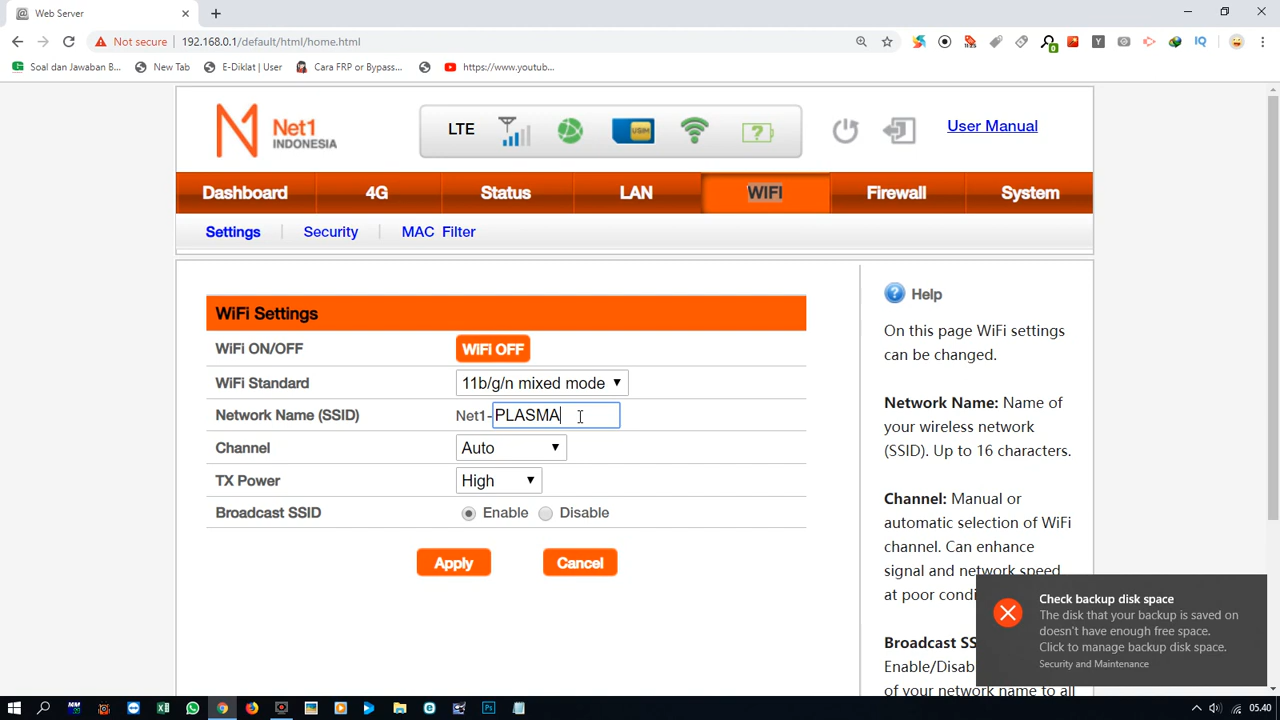 Web Server
Not secure | 192.168.0.1/default/html/home.html
Soal dan Jawaban B... New Tab E-Diklat | User Cara FRP or Bypass... https://www.youtub...
Net1
INDONESIA
LTE
USIM
?
User Manual
Dashboard 4G Status LAN WIFI Firewall System
Settings | Security | MAC Filter
WiFi Settings
WiFi ON/OFF WiFi OFF
WiFi Standard 11b/g/n mixed mode
Network Name (SSID) Net1-PLASMA
Channel Auto
TX Power High
Broadcast SSID Enable Disable
Apply Cancel
? Help
On this page WiFi settings
can be changed.
Network Name: Name of
your wireless network
(SSID). Up to 16 characters.
Channel: Manual or
automatic selection of WiFi
channel. Can enhance
signal and network speed
at poor condi
Broadcast SS
Enable/Disab
of your network name to all
Check backup disk space
The disk that your backup is saved on
doesn't have enough free space.
Click to manage backup disk space.
Security and Maintenance
05.40